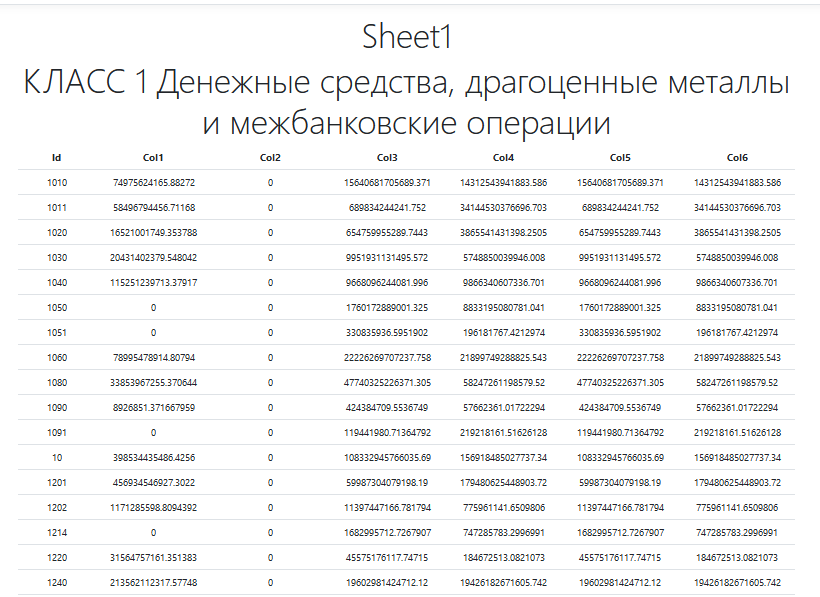 Sheet1
КЛАСС 1 Денежные средства, драгоценные металлы
и межбанковские операции
Id Col1 Col2 Col3 Col4 Col5 Col6
1010 74975624165.88272 0 15640681705689.371 14312543941883.586 15640681705689.371 14312543941883.586
1011 58496794456.71168 0 689834244241.752 34144530376696.703 689834244241.752 34144530376696.703
1020 16521001749.353788 0 654759955289.7443 3865541431398.2505 654759955289.7443 3865541431398.2505
1030 20431402379.548042 0 9951931131495.572 5748850039946.008 9951931131495.572 5748850039946.008
1040 115251239713.37917 0 9668096244081.996 9866340607336.701 9668096244081.996 9866340607336.701
1050 0 1760172889001.325 8833195080781.041 1760172889001.325 8833195080781.041
1051 0 330835936.5951902 196181767.4212974 330835936.5951902 196181767.4212974
1060 78995478914.80794 0 22226269707237.758 21899749288825.543 22226269707237.758 21899749288825.543
1080 33853967255.370644 0 47740325226371.305 58247261198579.52 47740325226371.305 58247261198579.52
1090 8926851.371667959 0 424384709.5536749 57662361.01722294 424384709.5536749 57662361.01722294
1091 0 0 119441980.71364792 219218161.51626128 119441980.71364792 219218161.51626128
10 398534435486.4256 0 108332945766035.69 156918485027737.34 108332945766035.69 156918485027737.34
1201 456934546927.3022 0 59987304079198.19 179480625448903.72 59987304079198.19 179480625448903.72
1202 1171285598.8094392 0 11397447166.781794 775961141.6509806 11397447166.781794 775961141.6509806
1214 0 0 1682995712.7267907 747285783.2996991 1682995712.7267907 747285783.2996991
1220 31564757161.351383 0 45575176117.74715 184672513.0821073 45575176117.74715 184672513.0821073
1240 213562112317.57748 0 19602981424712.12 19426182671605.742 19602981424712.12 19426182671605.742